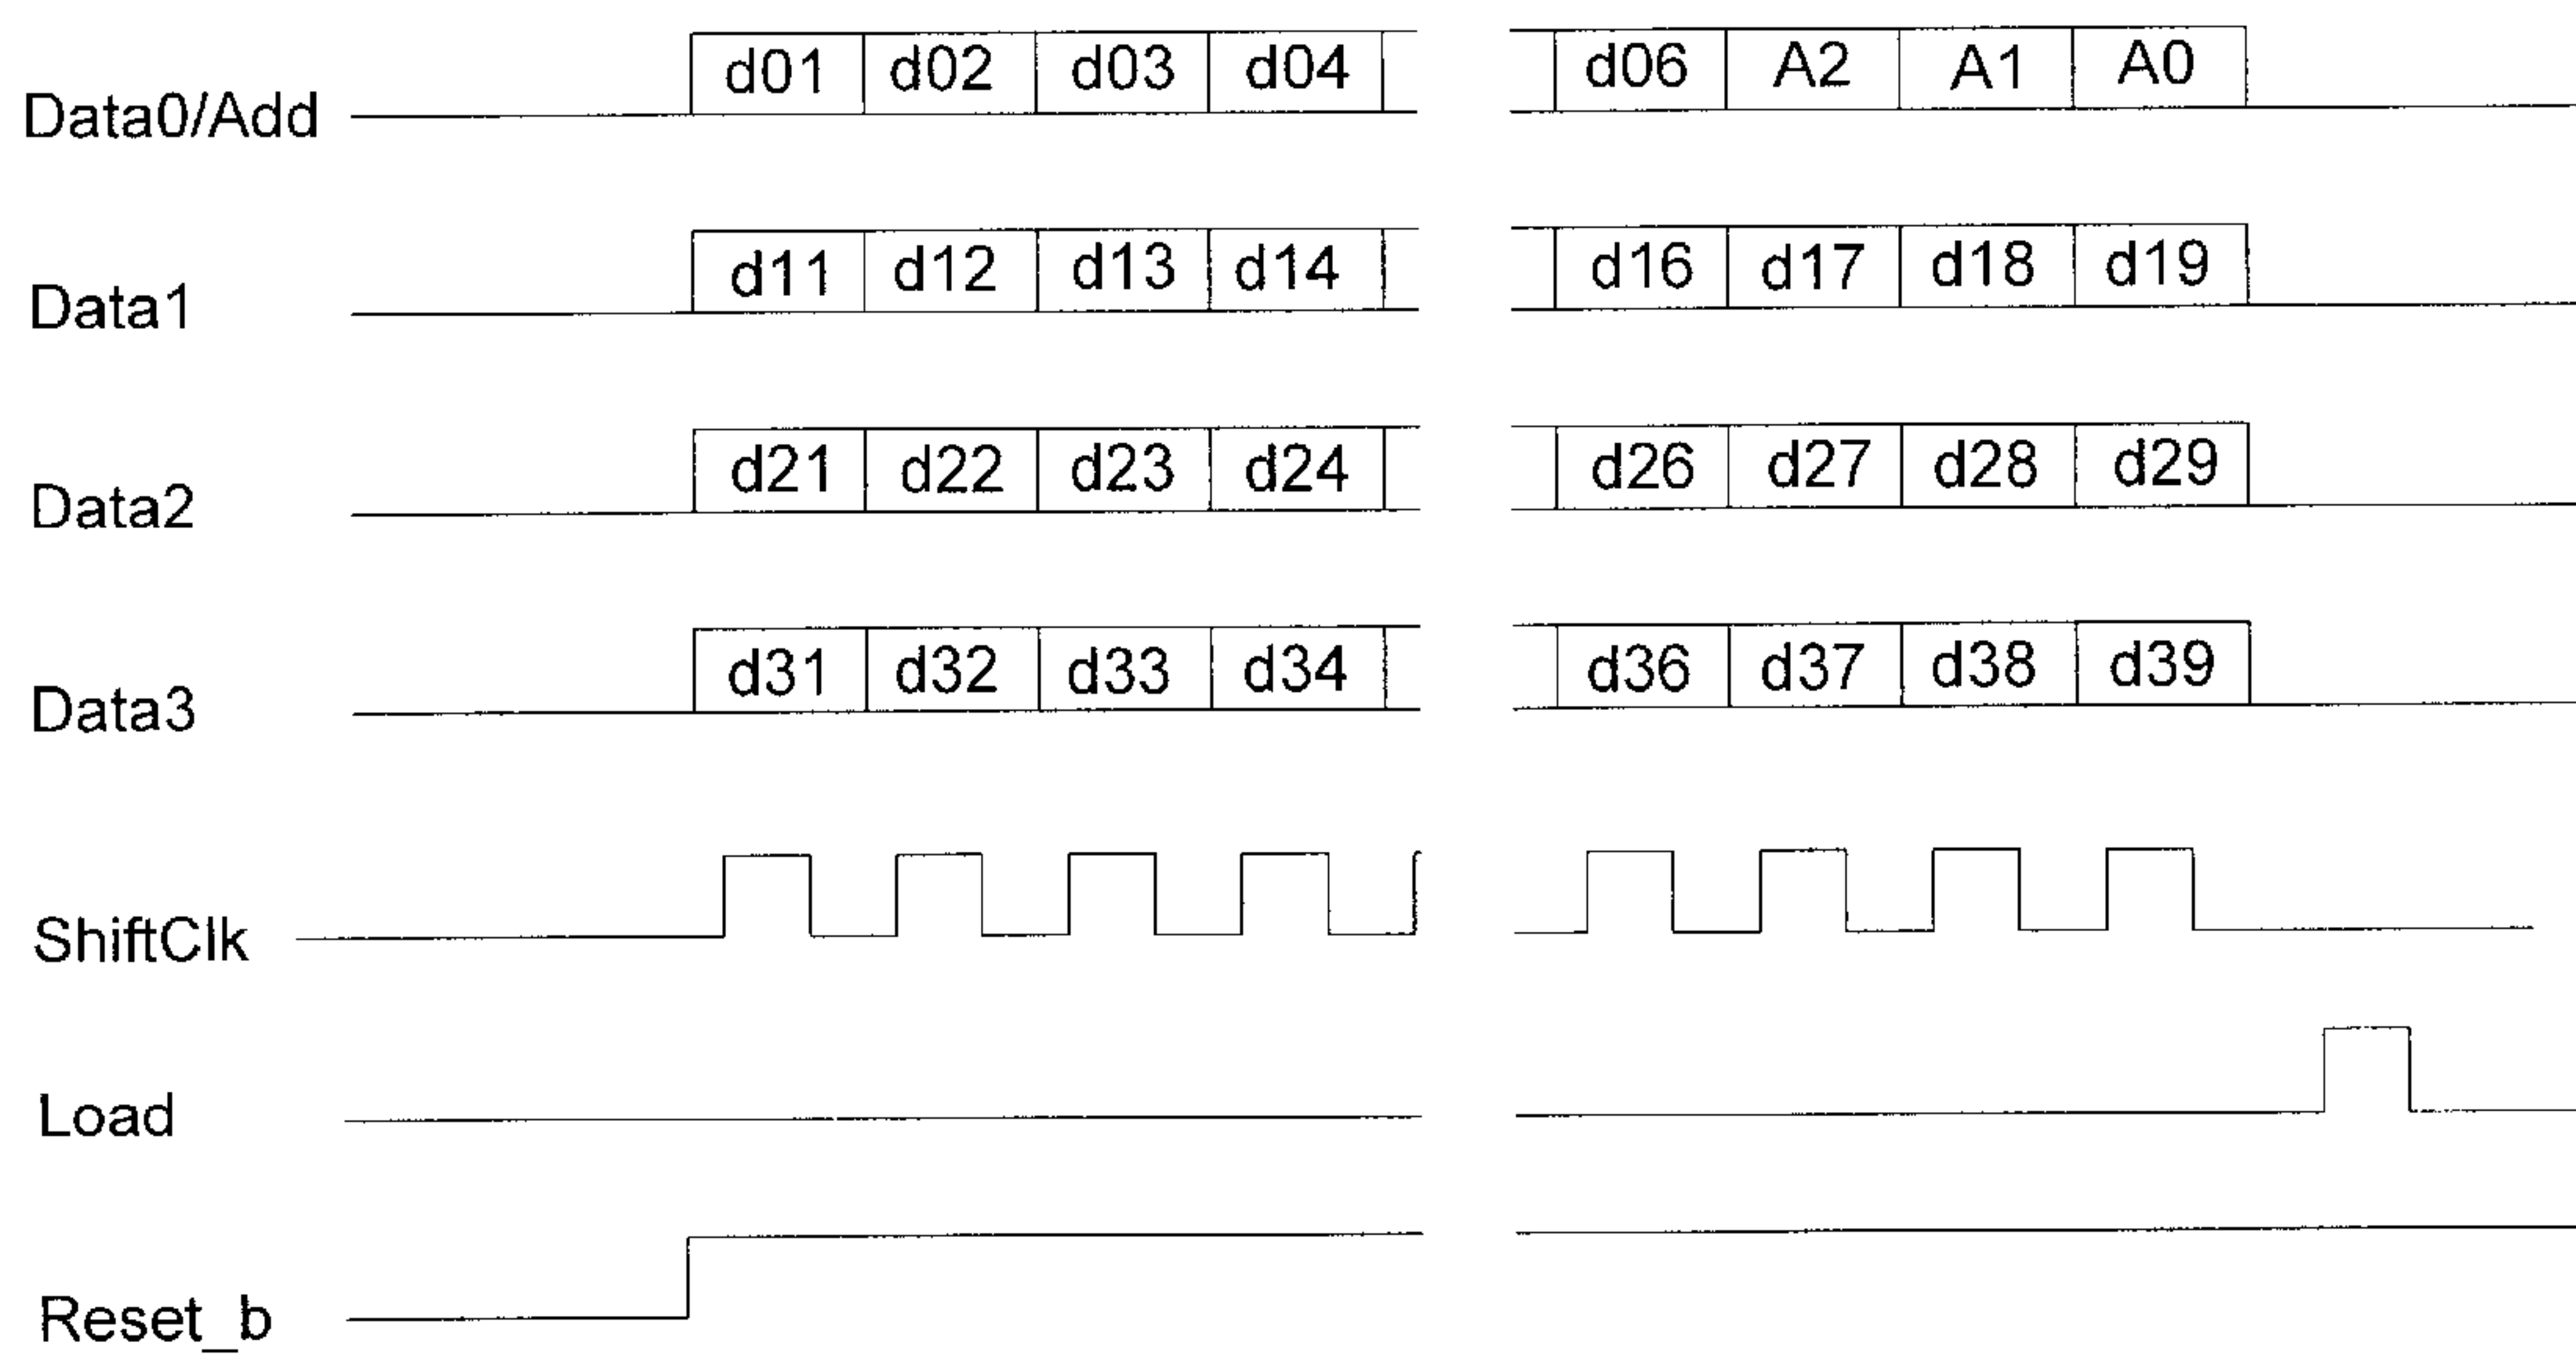 Data0/Add d01 d02 d03 d04 d06 A2 A1 A0
Data1 d11 d12 d13 d14 d16 d17 d18 d19
Data2 d21 d22 d23 d24 d26 d27 d28 d29
Data3 d31 d32 d33 d34 d36 d37 d38 d39
ShiftClk
Load
Reset_b